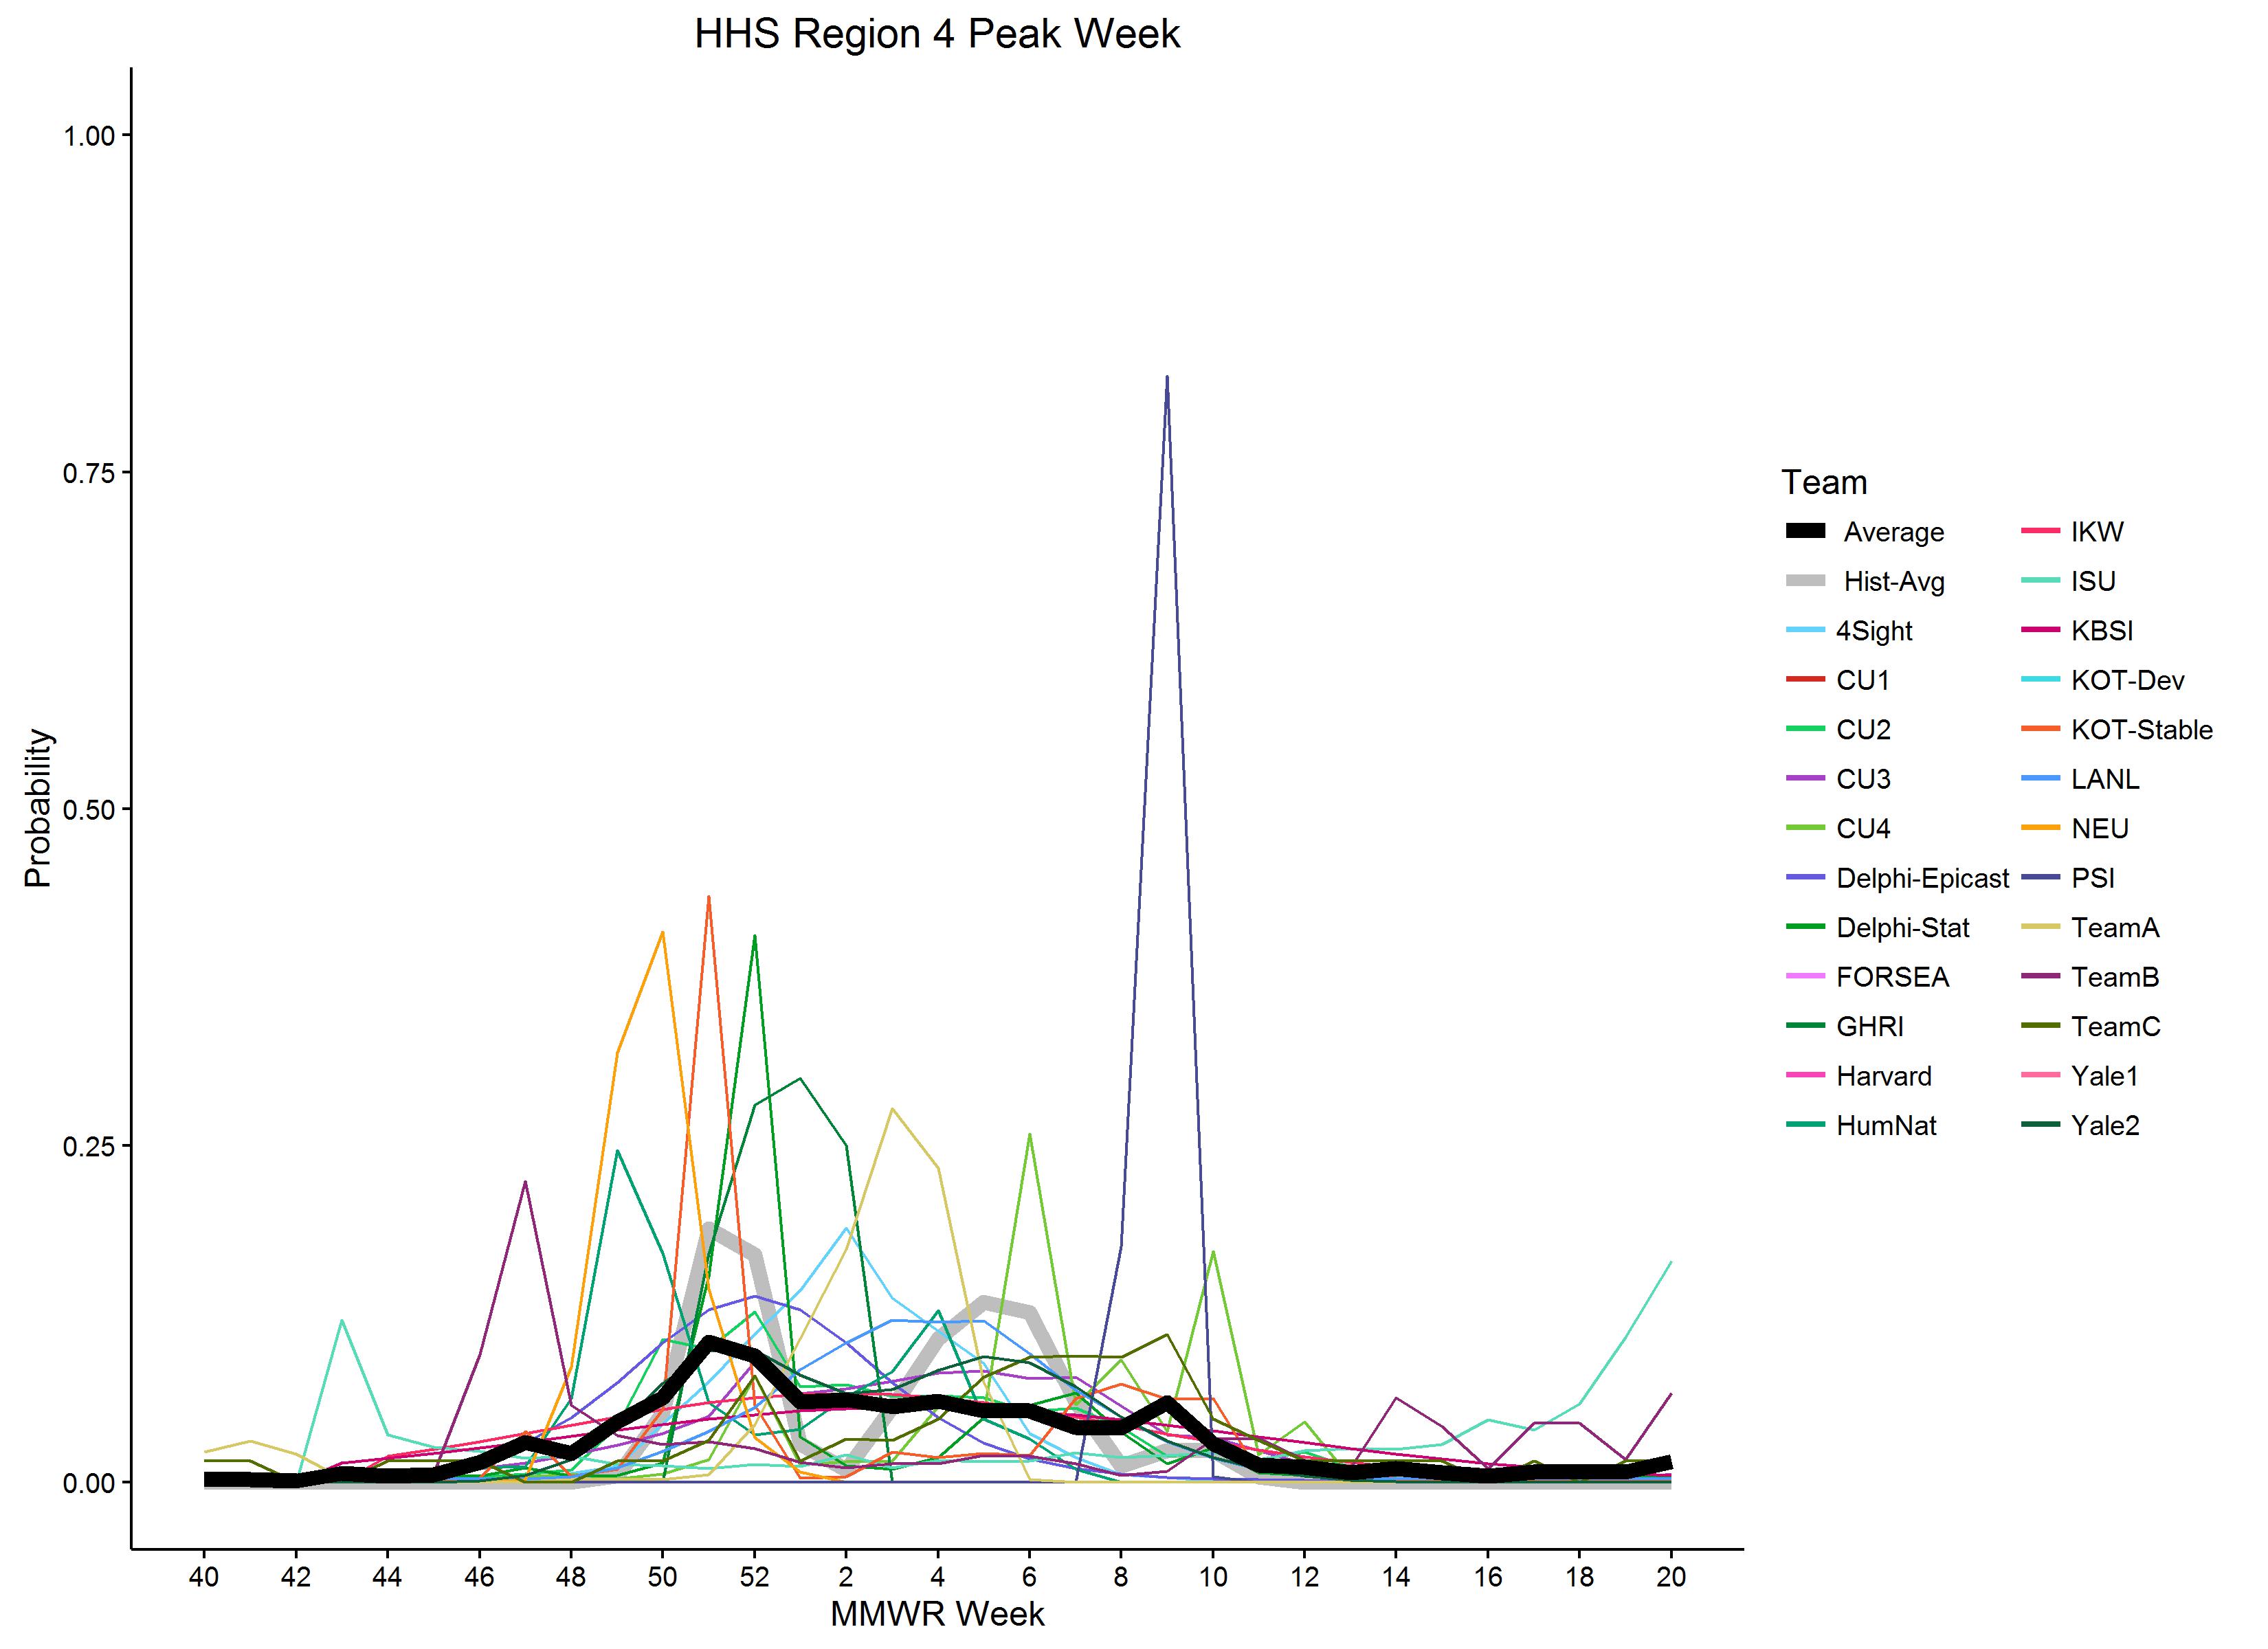 HHS Region 4 Peak Week
Probability
1.00
0.75
0.50
0.25
0.00
40 42 44 46 48 50 52 2 4 6 8 10 12 14 16 18 20
MMWR Week
Team
Average
Hist-Avg
4Sight
CU1
CU2
CU3
CU4
Delphi-Epicast
Delphi-Stat
FORSEA
GHRI
Harvard
HumNat
IKW
ISU
KBSI
KOT-Dev
KOT-Stable
LANL
NEU
PSI
TeamA
TeamB
TeamC
Yale1
Yale2